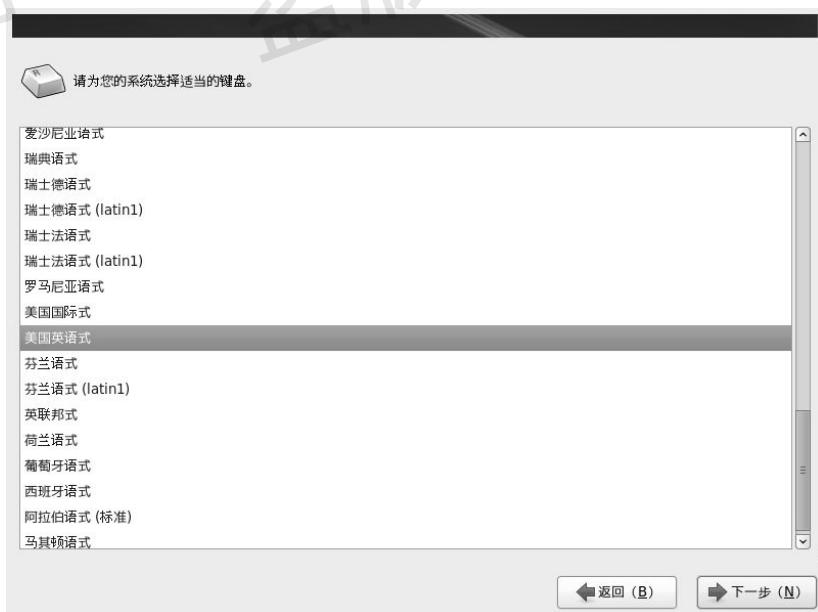 请为您的系统选择适当的键盘。
爱沙尼亚语式
瑞典语式
瑞士德语式
瑞士德语式 (latin1)
瑞士法语式
瑞士法语式 (latin1)
罗马尼亚语式
美国国际式
美国英语式
芬兰语式
芬兰语式 (latin1)
英联邦式
荷兰语式
葡萄牙语式
西班牙语式
阿拉伯语式 (标准)
马其顿语式
返回 (B)
下一步 (N)